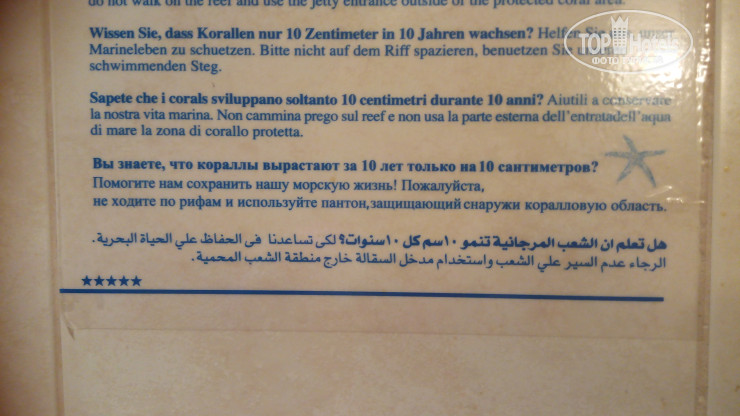 do not walk on the reef and use the jetty entrance outside of the protected coral area.
Wissen Sie, dass Korallen nur 10 Zentimeter in 10 Jahren wachsen? Helfen
Marineleben zu schuetzen. Bitte nicht auf dem Riff spazieren, benuetzen Sie
schwimmenden Steg.
Sapete che i corals sviluppano soltanto 10 centimetri durante 10 anni? Aiutili a conservare
la nostra vita marina. Non cammina prego sul reef e non usa la parte esterna dell'entratadell'aqua
di mare la zona di corallo protetta.
Вы знаете, что кораллы вырастают за 10 лет только на 10 сантиметров?
Помогите нам сохранить нашу морскую жизнь! Пожалуйста,
не ходите по рифам и используйте пантон,защищающий снаружи коралловую область.
هل تعلم ان الشعب المرجانية تنمو ١٠سم كل ١٠سنوات؟ لكى تساعدنا فى الحفاظ علي الحياة البحرية.
الرجاء عدم السير علي الشعب واستخدام مدخل السقالة خارج منطقة الشعب المحمية.
★★★★★